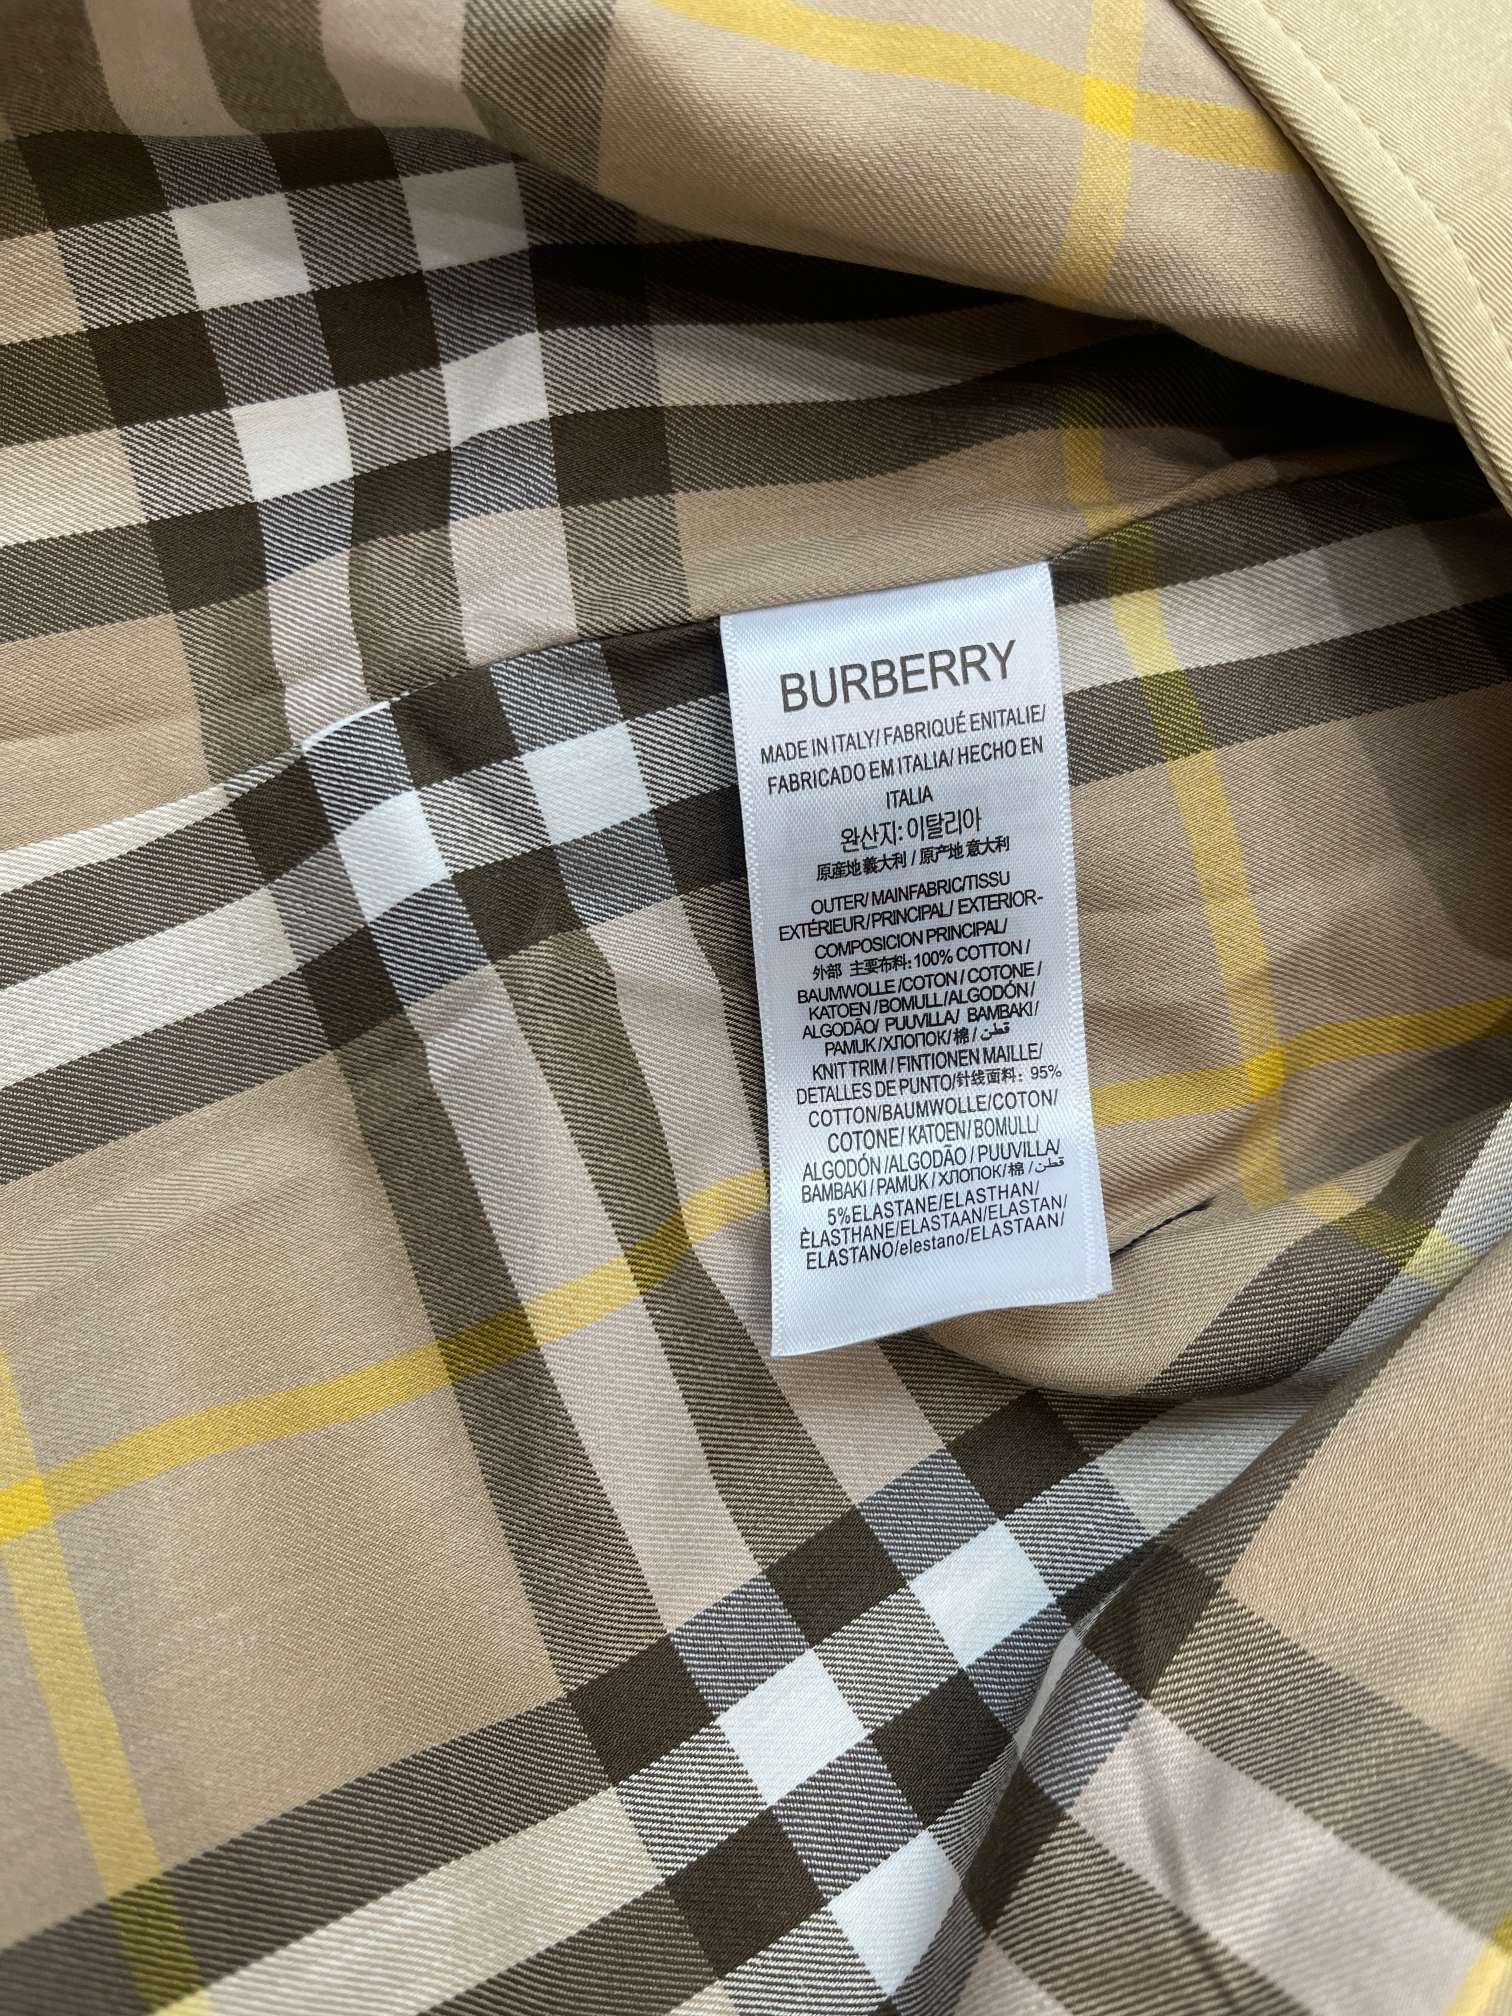 BURBERRY
MADE IN ITALY/ FABRIQUÉ ENITALIE/
FABRICADO EM ITALIA/ HECHO EN
ITALIA
완산지: 이탈리아
原産地 義大利 / 原产地 意大利
OUTER/ MAINFABRIC/TISSU
EXTÉRIEUR/PRINCIPAL/ EXTERIOR-
COMPOSICION PRINCIPAL/
外部 主要布料:100% COTTON /
BAUMWOLLE /COTON / COTONE /
KATOEN /BOMULL/ALGODÓN/
ALGODÃO/ PUUVILLA/ BAMBAKI/
PAMUK /ХЛОПОК/棉 / قطن
KNIT TRIM / FINTIONEN MAILLE/
DETALLES DE PUNTO/针线面料: 95%
COTTON/BAUMWOLLE/COTON/
COTONE/ KATOEN/ BOMULL/
ALGODÓN /ALGODÃO / PUUVILLA/
BAMBAKI / PAMUK /ХЛОПОК/棉 / قطن
5%ELASTANE/ELASTHAN/
ÈLASTHANE/ELASTAAN/ELASTAN/
ELASTANO/elestano/ELASTAAN/